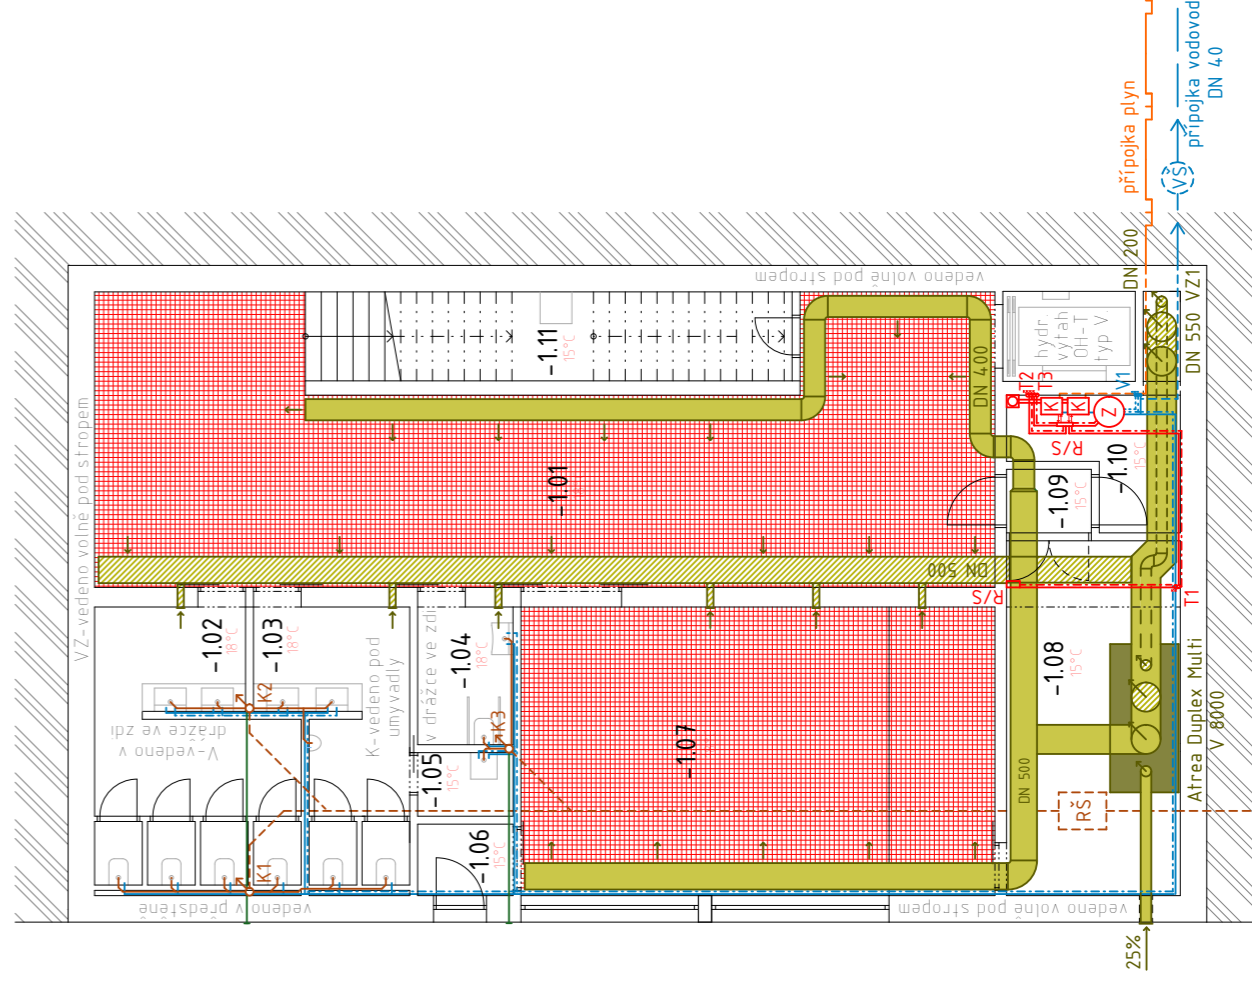 přípojka plyn
přípojka vodovod
DN 40
VŠ
DN 200
DN 550 VZ1
vedeno volně pod stropem
VZ-vedeno volně pod stropem
-1.11
15°C
hydr.
výtah
OH-T
typ V.
DN 400
T2
T3
V1
K
K
Z
R/S
-1.10
15°C
-1.09
15°C
-1.01
15°C
DN 500
R/S
T1
-1.02
18°C
-1.03
18°C
K2
K-vedeno pod
umyvadly
v drážce ve zdi
-1.04
18°C
K3
V-vedeno v
drážce ve zdi
-1.05
15°C
-1.06
15°C
K1
vedeno v předstěně
-1.07
-1.08
15°C
DN 500
RŠ
Atrea Duplex Multi
V 8000
vedeno volně pod stropem
25%